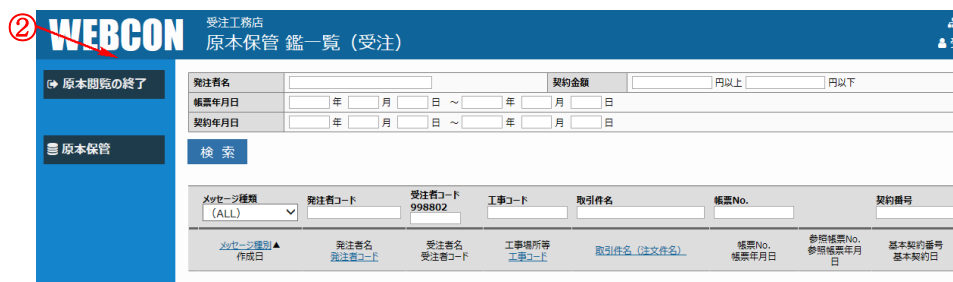 ②
WEBCON
受注工務店
原本保管 鑑一覧（受注）
原本閲覧の終了
原本保管
発注者名 契約金額 円以上 円以下
帳票年月日 年 月 日 ～ 年 月 日
契約年月日 年 月 日 ～ 年 月 日
検 索
メッセージ種類 発注者コード 受注者コード 工事コード 取引件名 帳票No. 契約番号
(ALL) 998802
メッセージ種別▲ 発注者名 受注者名 工事場所等 取引件名（注文件名） 帳票No. 参照帳票No. 基本契約番号
作成日 発注者コード 受注者コード 工事コード 帳票年月日 参照帳票年月日 基本契約日